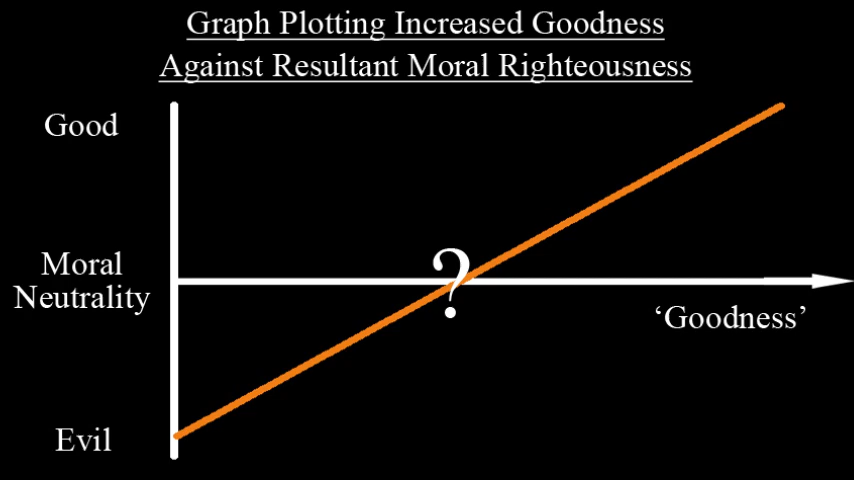 Graph Plotting Increased Goodness
Against Resultant Moral Righteousness
Good
Moral
Neutrality
?
‘Goodness’
Evil